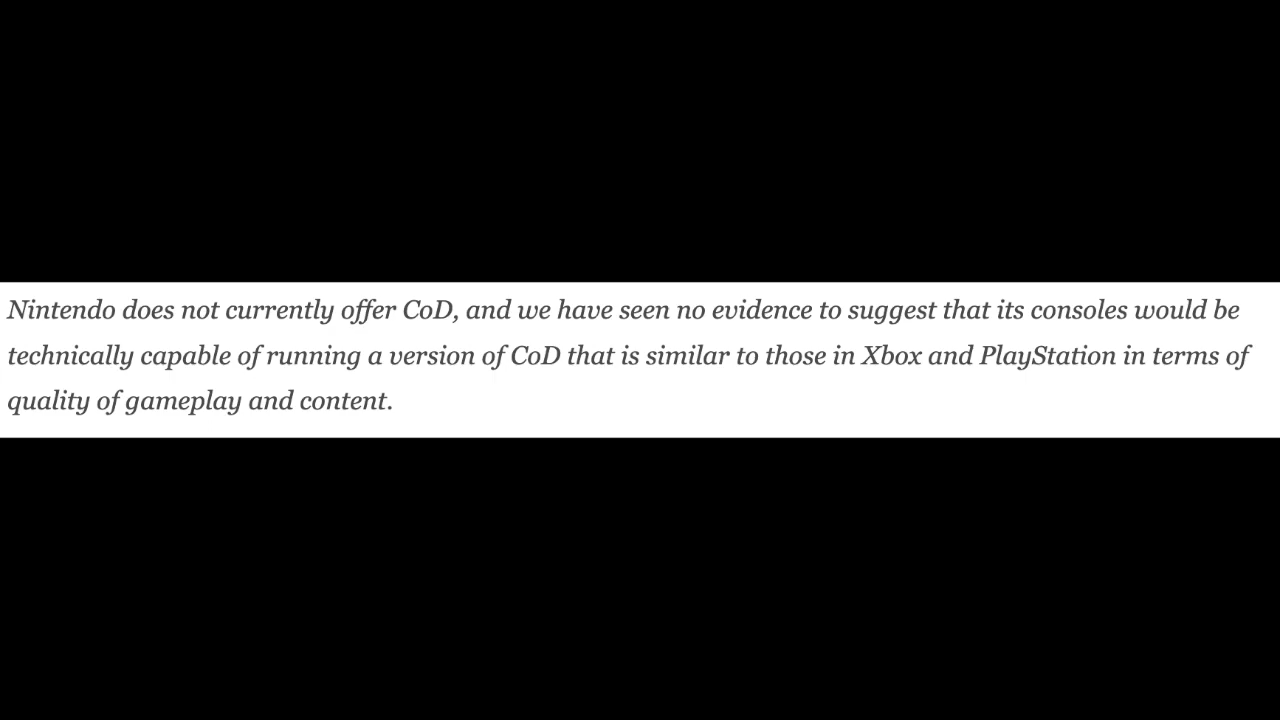 Nintendo does not currently offer CoD, and we have seen no evidence to suggest that its consoles would be
technically capable of running a version of CoD that is similar to those in Xbox and PlayStation in terms of
quality of gameplay and content.